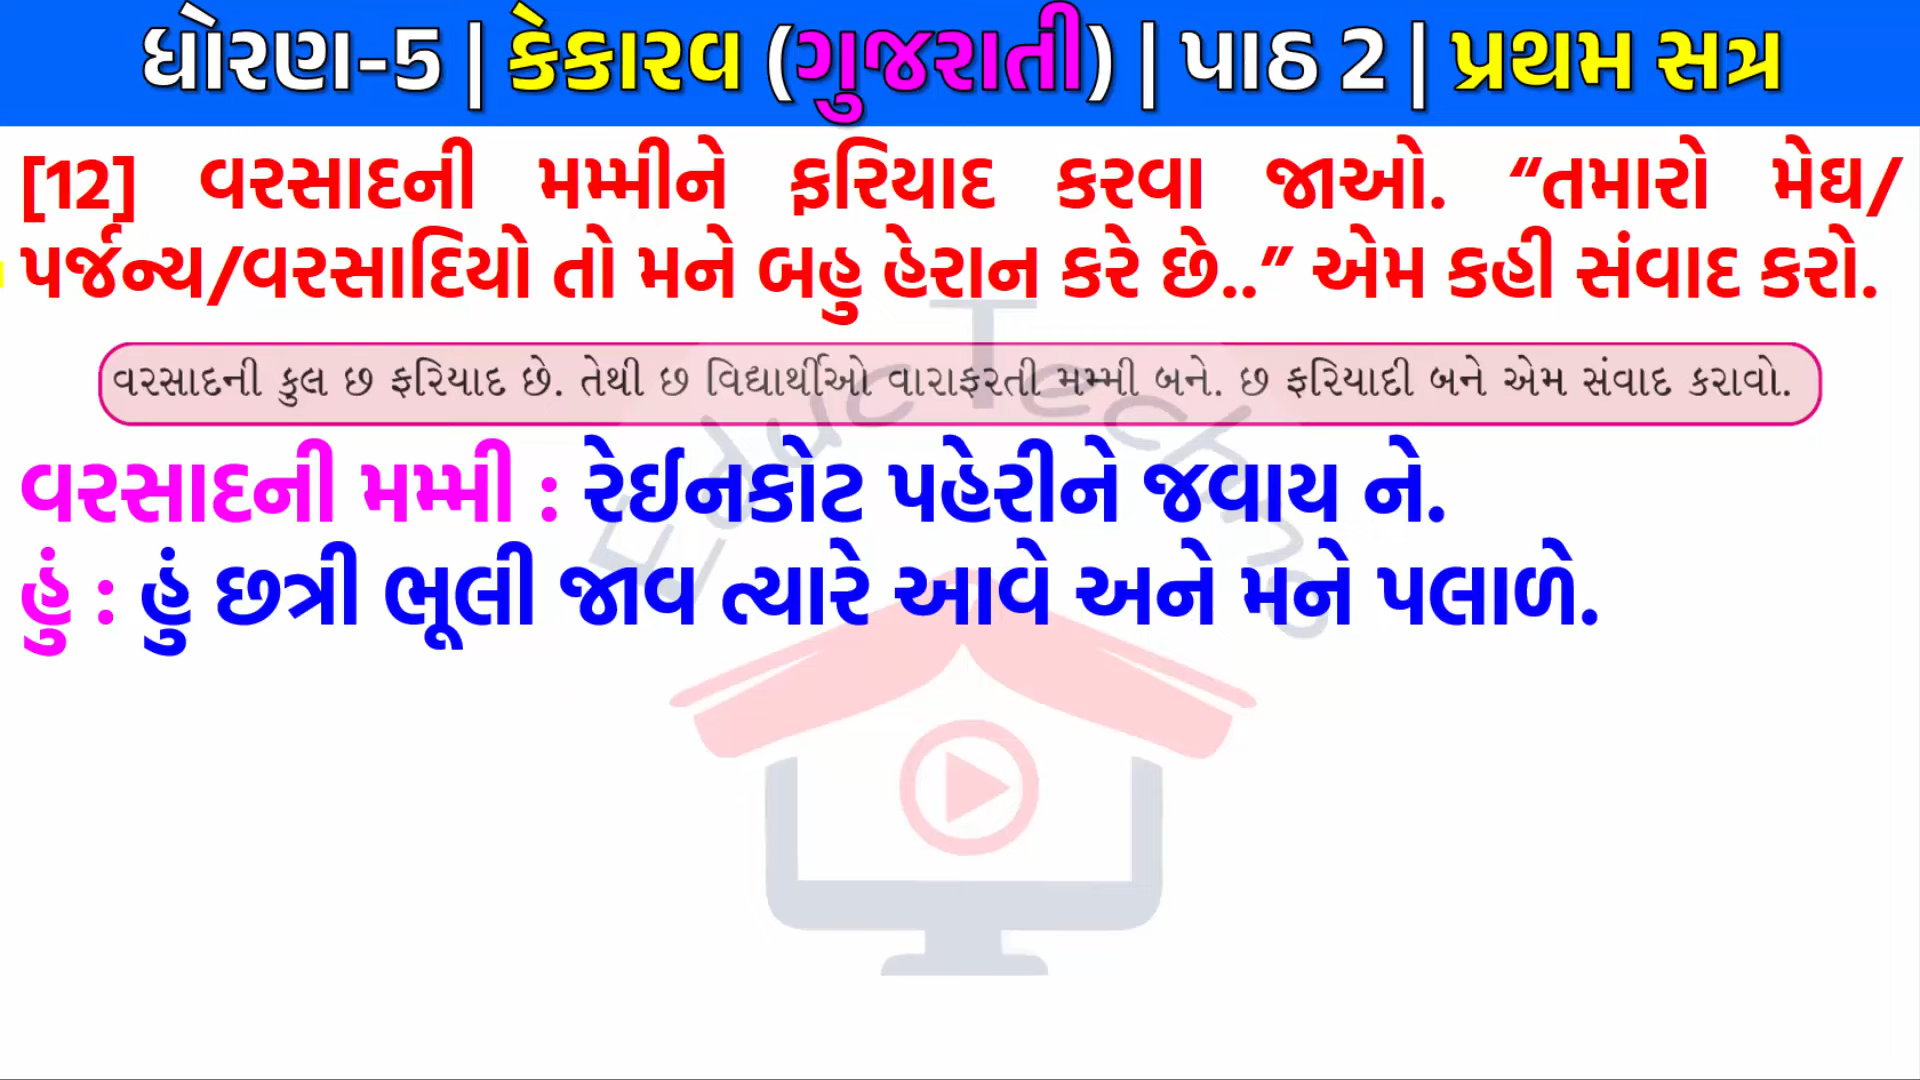 ધોરણ-5 | કેકારવ (ગુજરાતી) | પાઠ 2 | પ્રથમ સત્ર
[12] વરસાદની મમ્મીને ફરિયાદ કરવા જાઓ. “તમારો મેઘ/
પર્જન્ય/વરસાદિયો તો મને બહુ હેરાન કરે છે..” એમ કહી સંવાદ કરો.
વરસાદની કુલ છ ફરિયાદ છે. તેથી છ વિદ્યાર્થીઓ વારાફરતી મમ્મી બને. છ ફરિયાદી બને એમ સંવાદ કરાવો.
વરસાદની મમ્મી : રેઈનકોટ પહેરીને જવાય ને.
હું : હું છત્રી ભૂલી જાવ ત્યારે આવે અને મને પલાળે.
Educ Techno